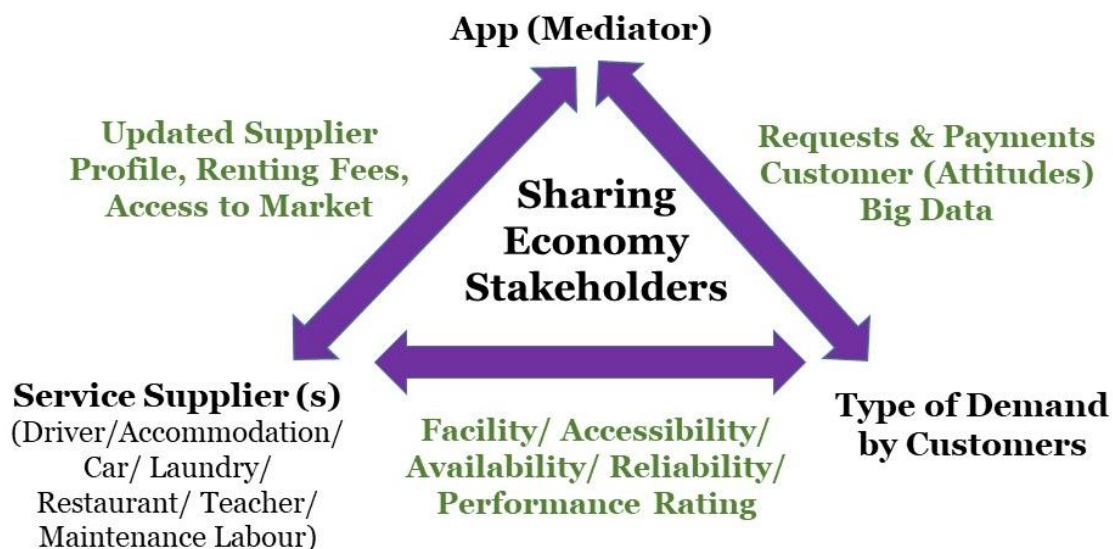 App (Mediator)
Updated Supplier
Profile, Renting Fees,
Access to Market
Requests & Payments
Customer (Attitudes)
Big Data
Sharing
Economy
Stakeholders
Service Supplier (s)
(Driver/Accommodation/
Car/ Laundry/
Restaurant/ Teacher/
Maintenance Labour)
Facility/ Accessibility/
Availability/ Reliability/
Performance Rating
Type of Demand
by Customers